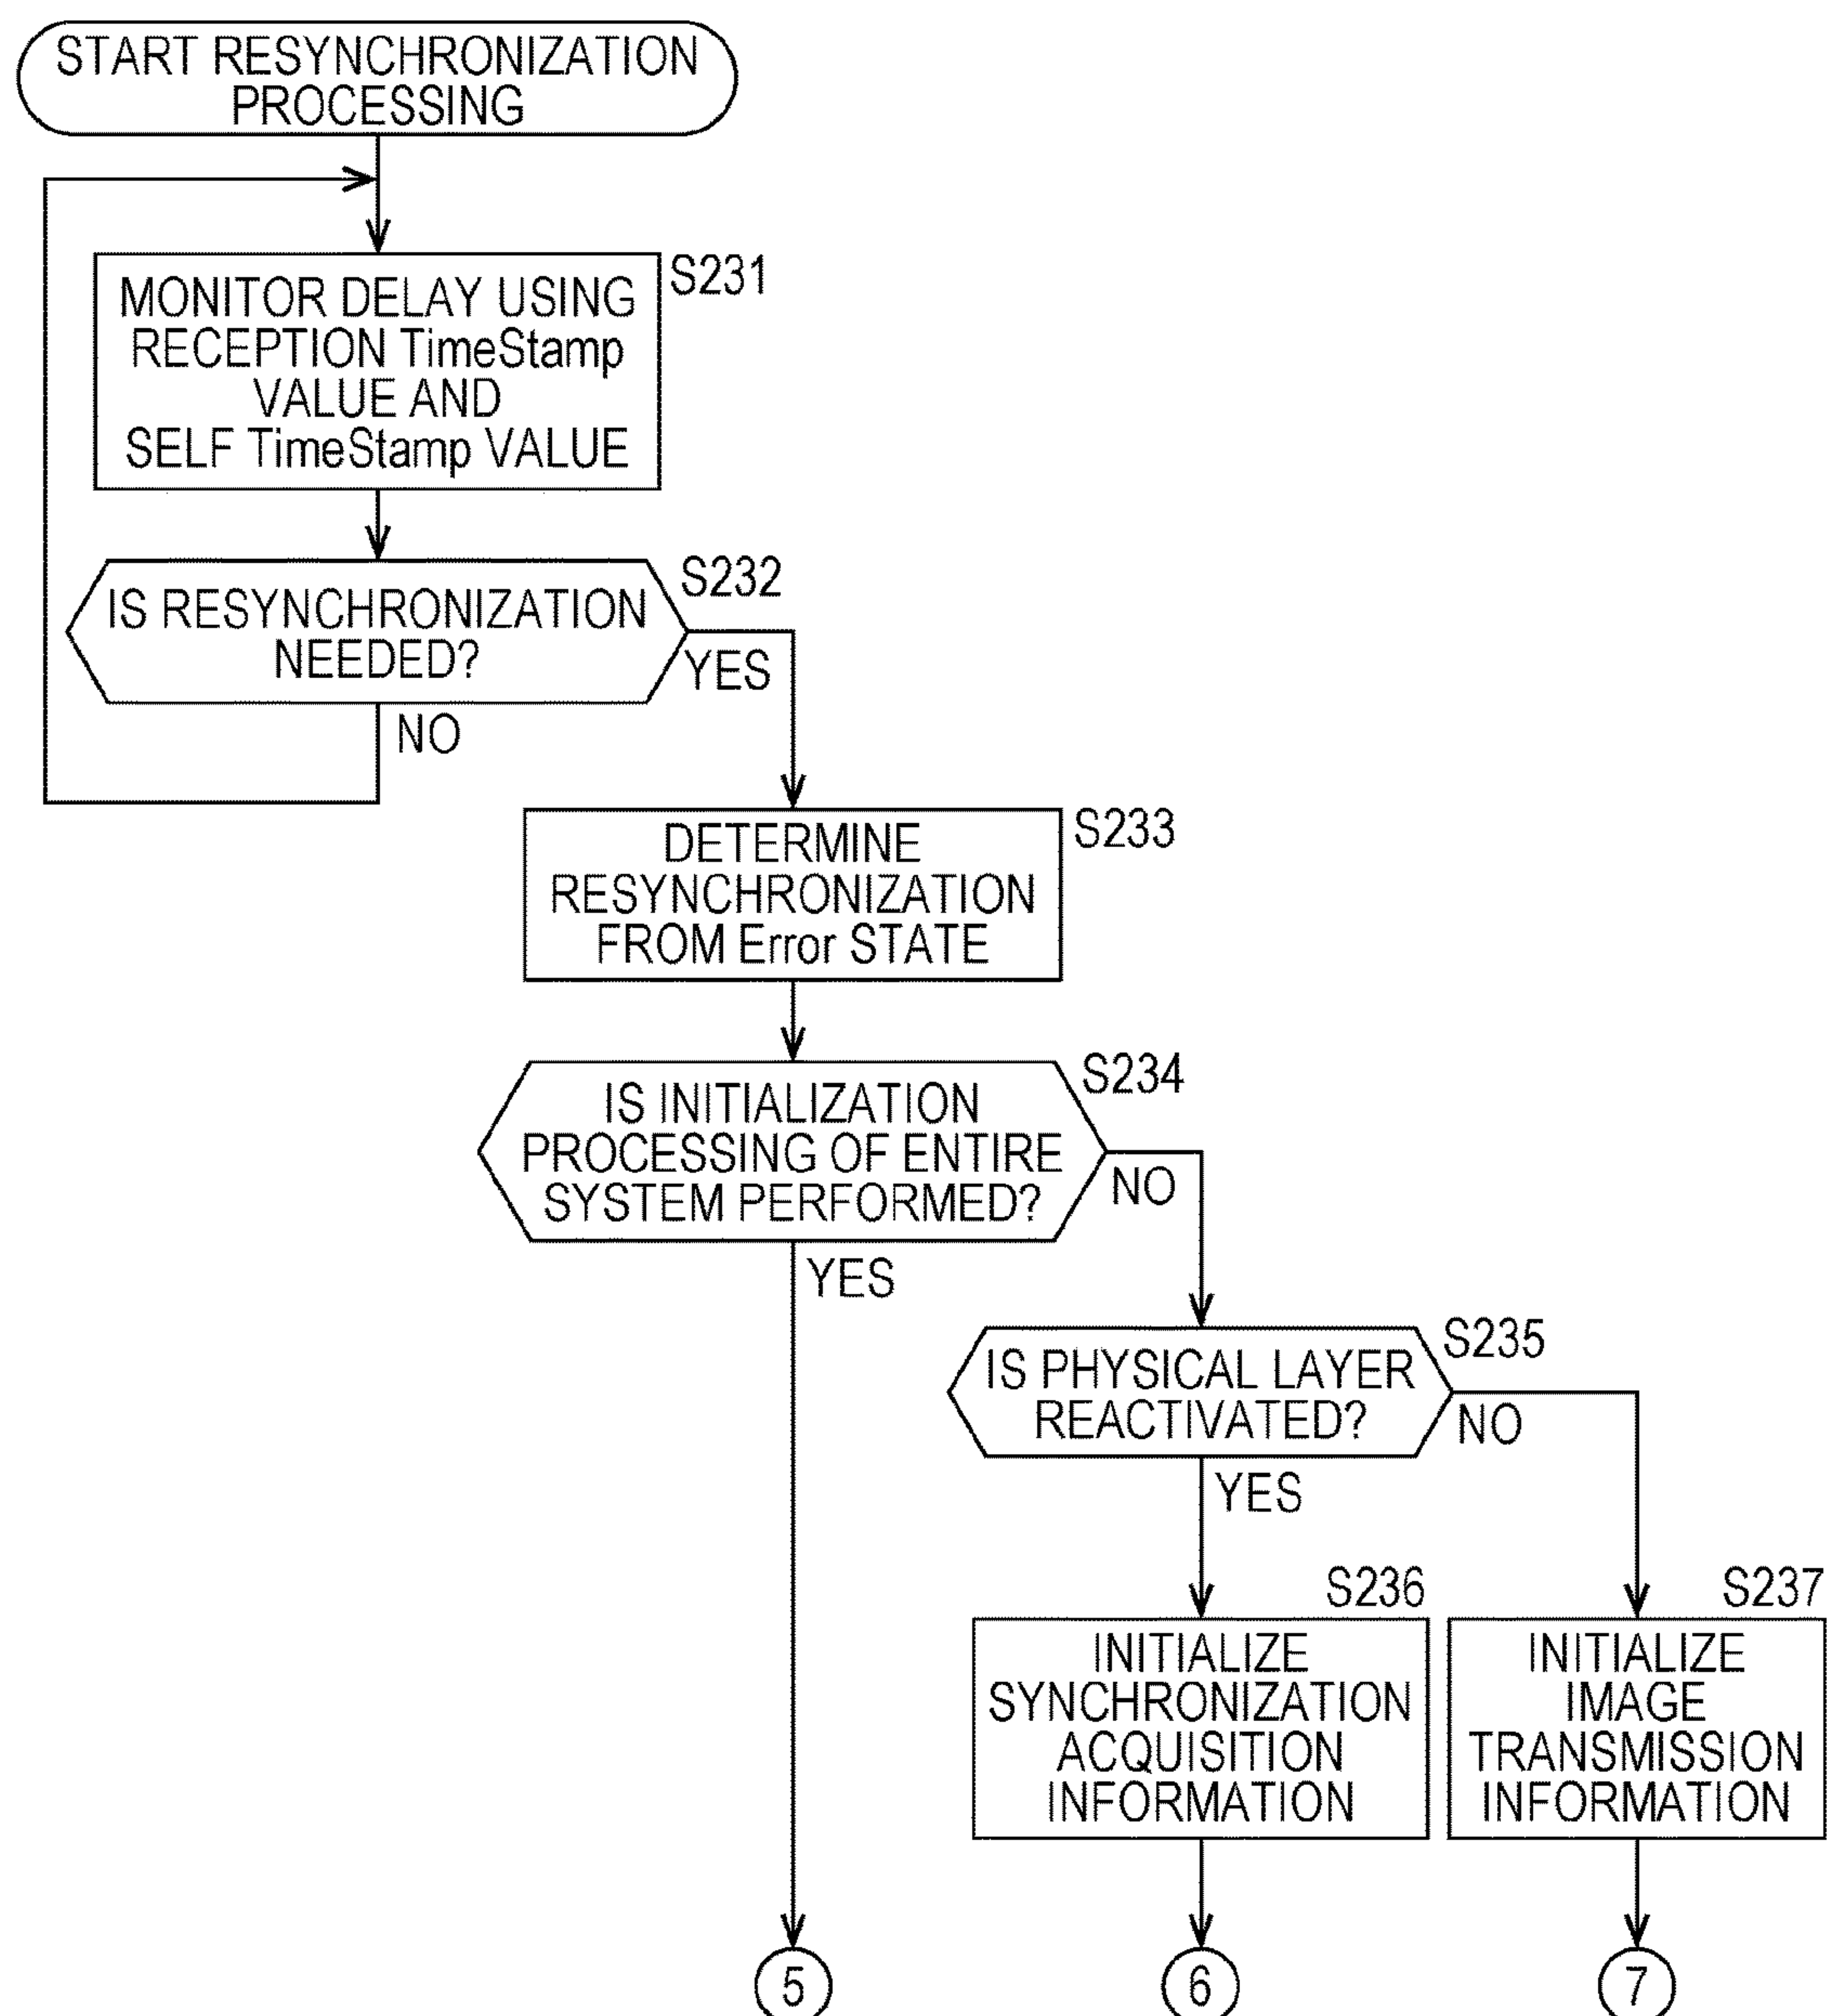 START RESYNCHRONIZATION
PROCESSING
MONITOR DELAY USING
RECEPTION TimeStamp
VALUE AND
SELF TimeStamp VALUE
S231
IS RESYNCHRONIZATION
NEEDED?
S232
YES
NO
DETERMINE
RESYNCHRONIZATION
FROM Error STATE
S233
IS INITIALIZATION
PROCESSING OF ENTIRE
SYSTEM PERFORMED?
S234
NO
YES
IS PHYSICAL LAYER
REACTIVATED?
S235
NO
YES
S236
INITIALIZE
SYNCHRONIZATION
ACQUISITION
INFORMATION
S237
INITIALIZE
IMAGE
TRANSMISSION
INFORMATION
5
6
7